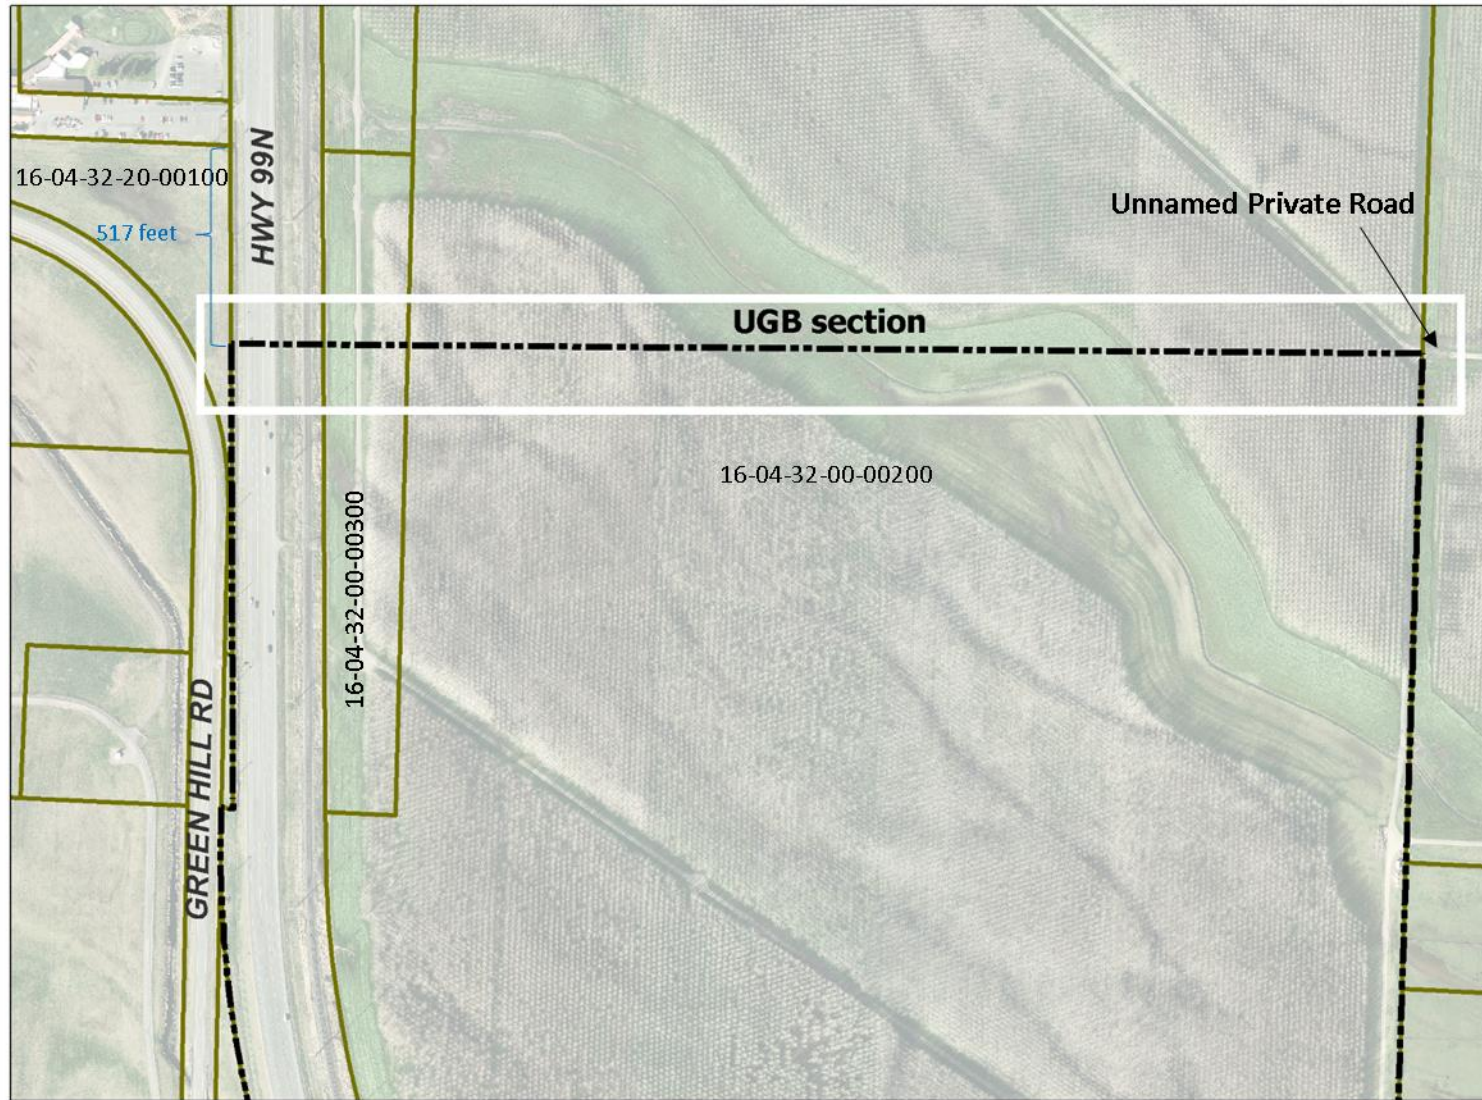 HWY 99N
16-04-32-20-00100
Unnamed Private Road
517 feet
UGB section
16-04-32-00-00200
16-04-32-00-00300
GREEN HILL RD